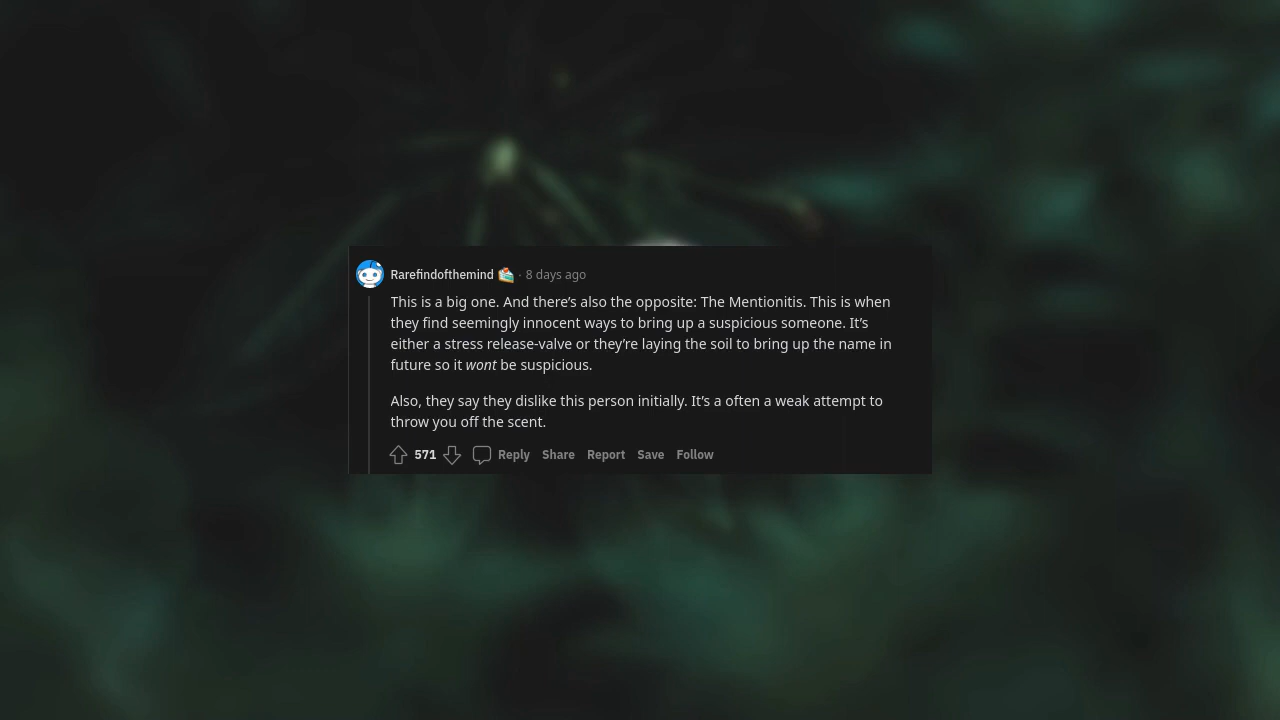 Rarefindofthemind · 8 days ago
This is a big one. And there’s also the opposite: The Mentionitis. This is when
they find seemingly innocent ways to bring up a suspicious someone. It’s
either a stress release-valve or they’re laying the soil to bring up the name in
future so it wont be suspicious.
Also, they say they dislike this person initially. It’s a often a weak attempt to
throw you off the scent.
571 Reply Share Report Save Follow